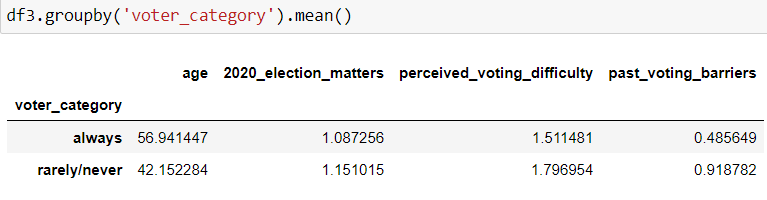 df3.groupby('voter_category').mean()
age 2020_election_matters perceived_voting_difficulty past_voting_barriers
voter_category
always 56.941447 1.087256 1.511481 0.485649
rarely/never 42.152284 1.151015 1.796954 0.918782